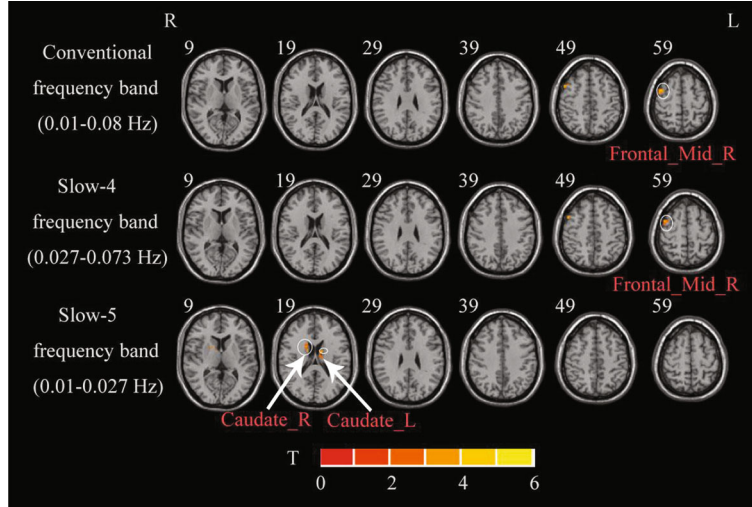 R L
Conventional
frequency band
(0.01-0.08 Hz)
9 19 29 39 49 59
Frontal_Mid_R
Slow-4
frequency band
(0.027-0.073 Hz)
9 19 29 39 49 59
Frontal_Mid_R
Slow-5
frequency band
(0.01-0.027 Hz)
9 19 29 39 49 59
Caudate_R Caudate_L
T
0 2 4 6